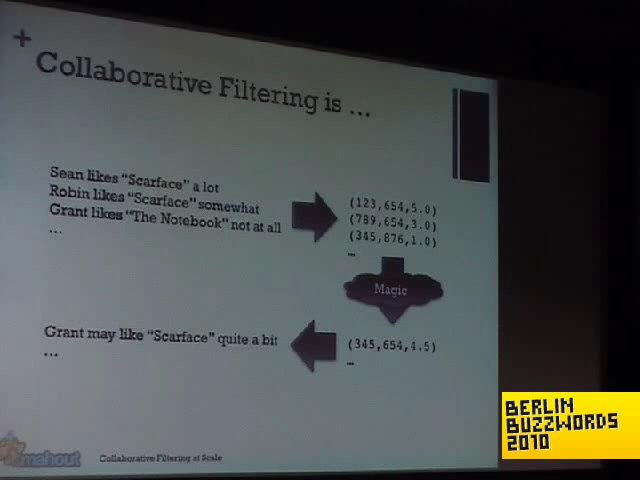 +
Collaborative Filtering is ...
Sean likes "Scarface" a lot
Robin likes "Scarface" somewhat
Grant likes "The Notebook" not at all
...
(123,654,5.0)
(789,654,3.0)
(345,876,1.0)
...
Magic
(345,654,4.5)
...
Grant may like "Scarface" quite a bit
...
mahout
Collaborative Filtering at Scale
BERLIN
BUZZWORDS
2010